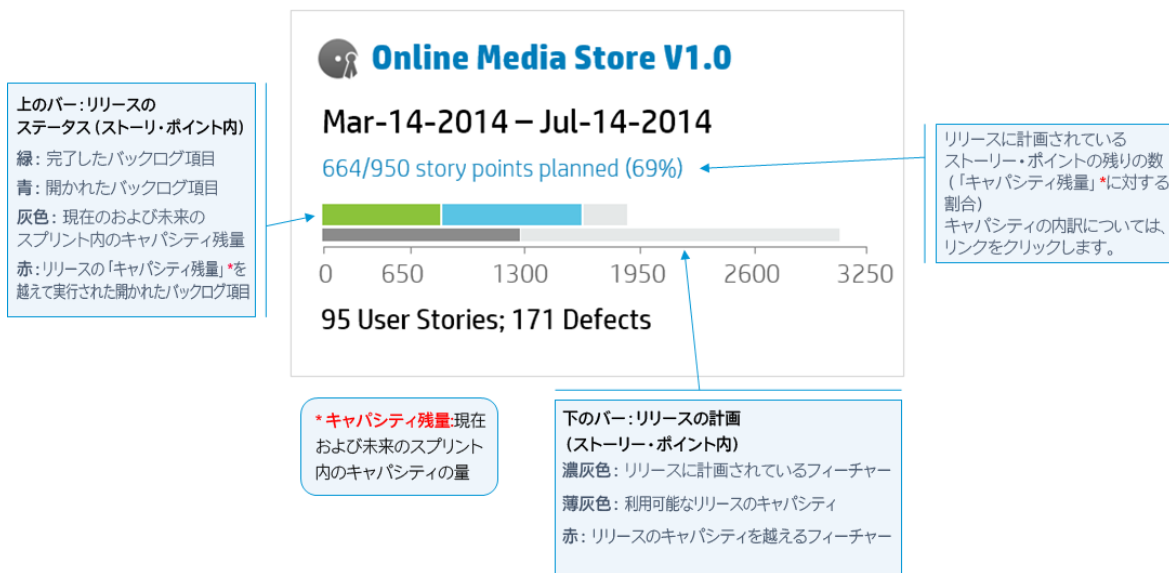 Online Media Store V1.0
Mar-14-2014 – Jul-14-2014
664/950 story points planned (69%)
0 650 1300 1950 2600 3250
95 User Stories; 171 Defects
上のバー：リリースの
ステータス（ストーリ・ポイント内）
緑：完了したバックログ項目
青：開かれたバックログ項目
灰色：現在のおよび未来の
スプリント内のキャパシティ残量
赤：リリースの「キャパシティ残量」*を
越えて実行された開かれたバックログ項目
リリースに計画されている
ストーリー・ポイントの残りの数
（「キャパシティ残量」*に対する
割合）
キャパシティの内訳については、
リンクをクリックします。
* キャパシティ残量:現在
および未来のスプリント
内のキャパシティの量
下のバー：リリースの計画
（ストーリー・ポイント内）
濃灰色：リリースに計画されているフィーチャー
薄灰色：利用可能なリリースのキャパシティ
赤：リリースのキャパシティを越えるフィーチャー